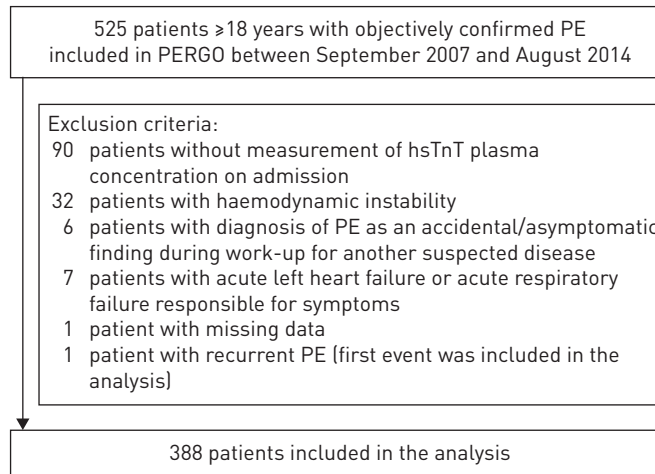 525 patients ⩾18 years with objectively confirmed PE
included in PERGO between September 2007 and August 2014
Exclusion criteria:
90 patients without measurement of hsTnT plasma
concentration on admission
32 patients with haemodynamic instability
6 patients with diagnosis of PE as an accidental/asymptomatic
finding during work-up for another suspected disease
7 patients with acute left heart failure or acute respiratory
failure responsible for symptoms
1 patient with missing data
1 patient with recurrent PE (first event was included in the
analysis)
388 patients included in the analysis